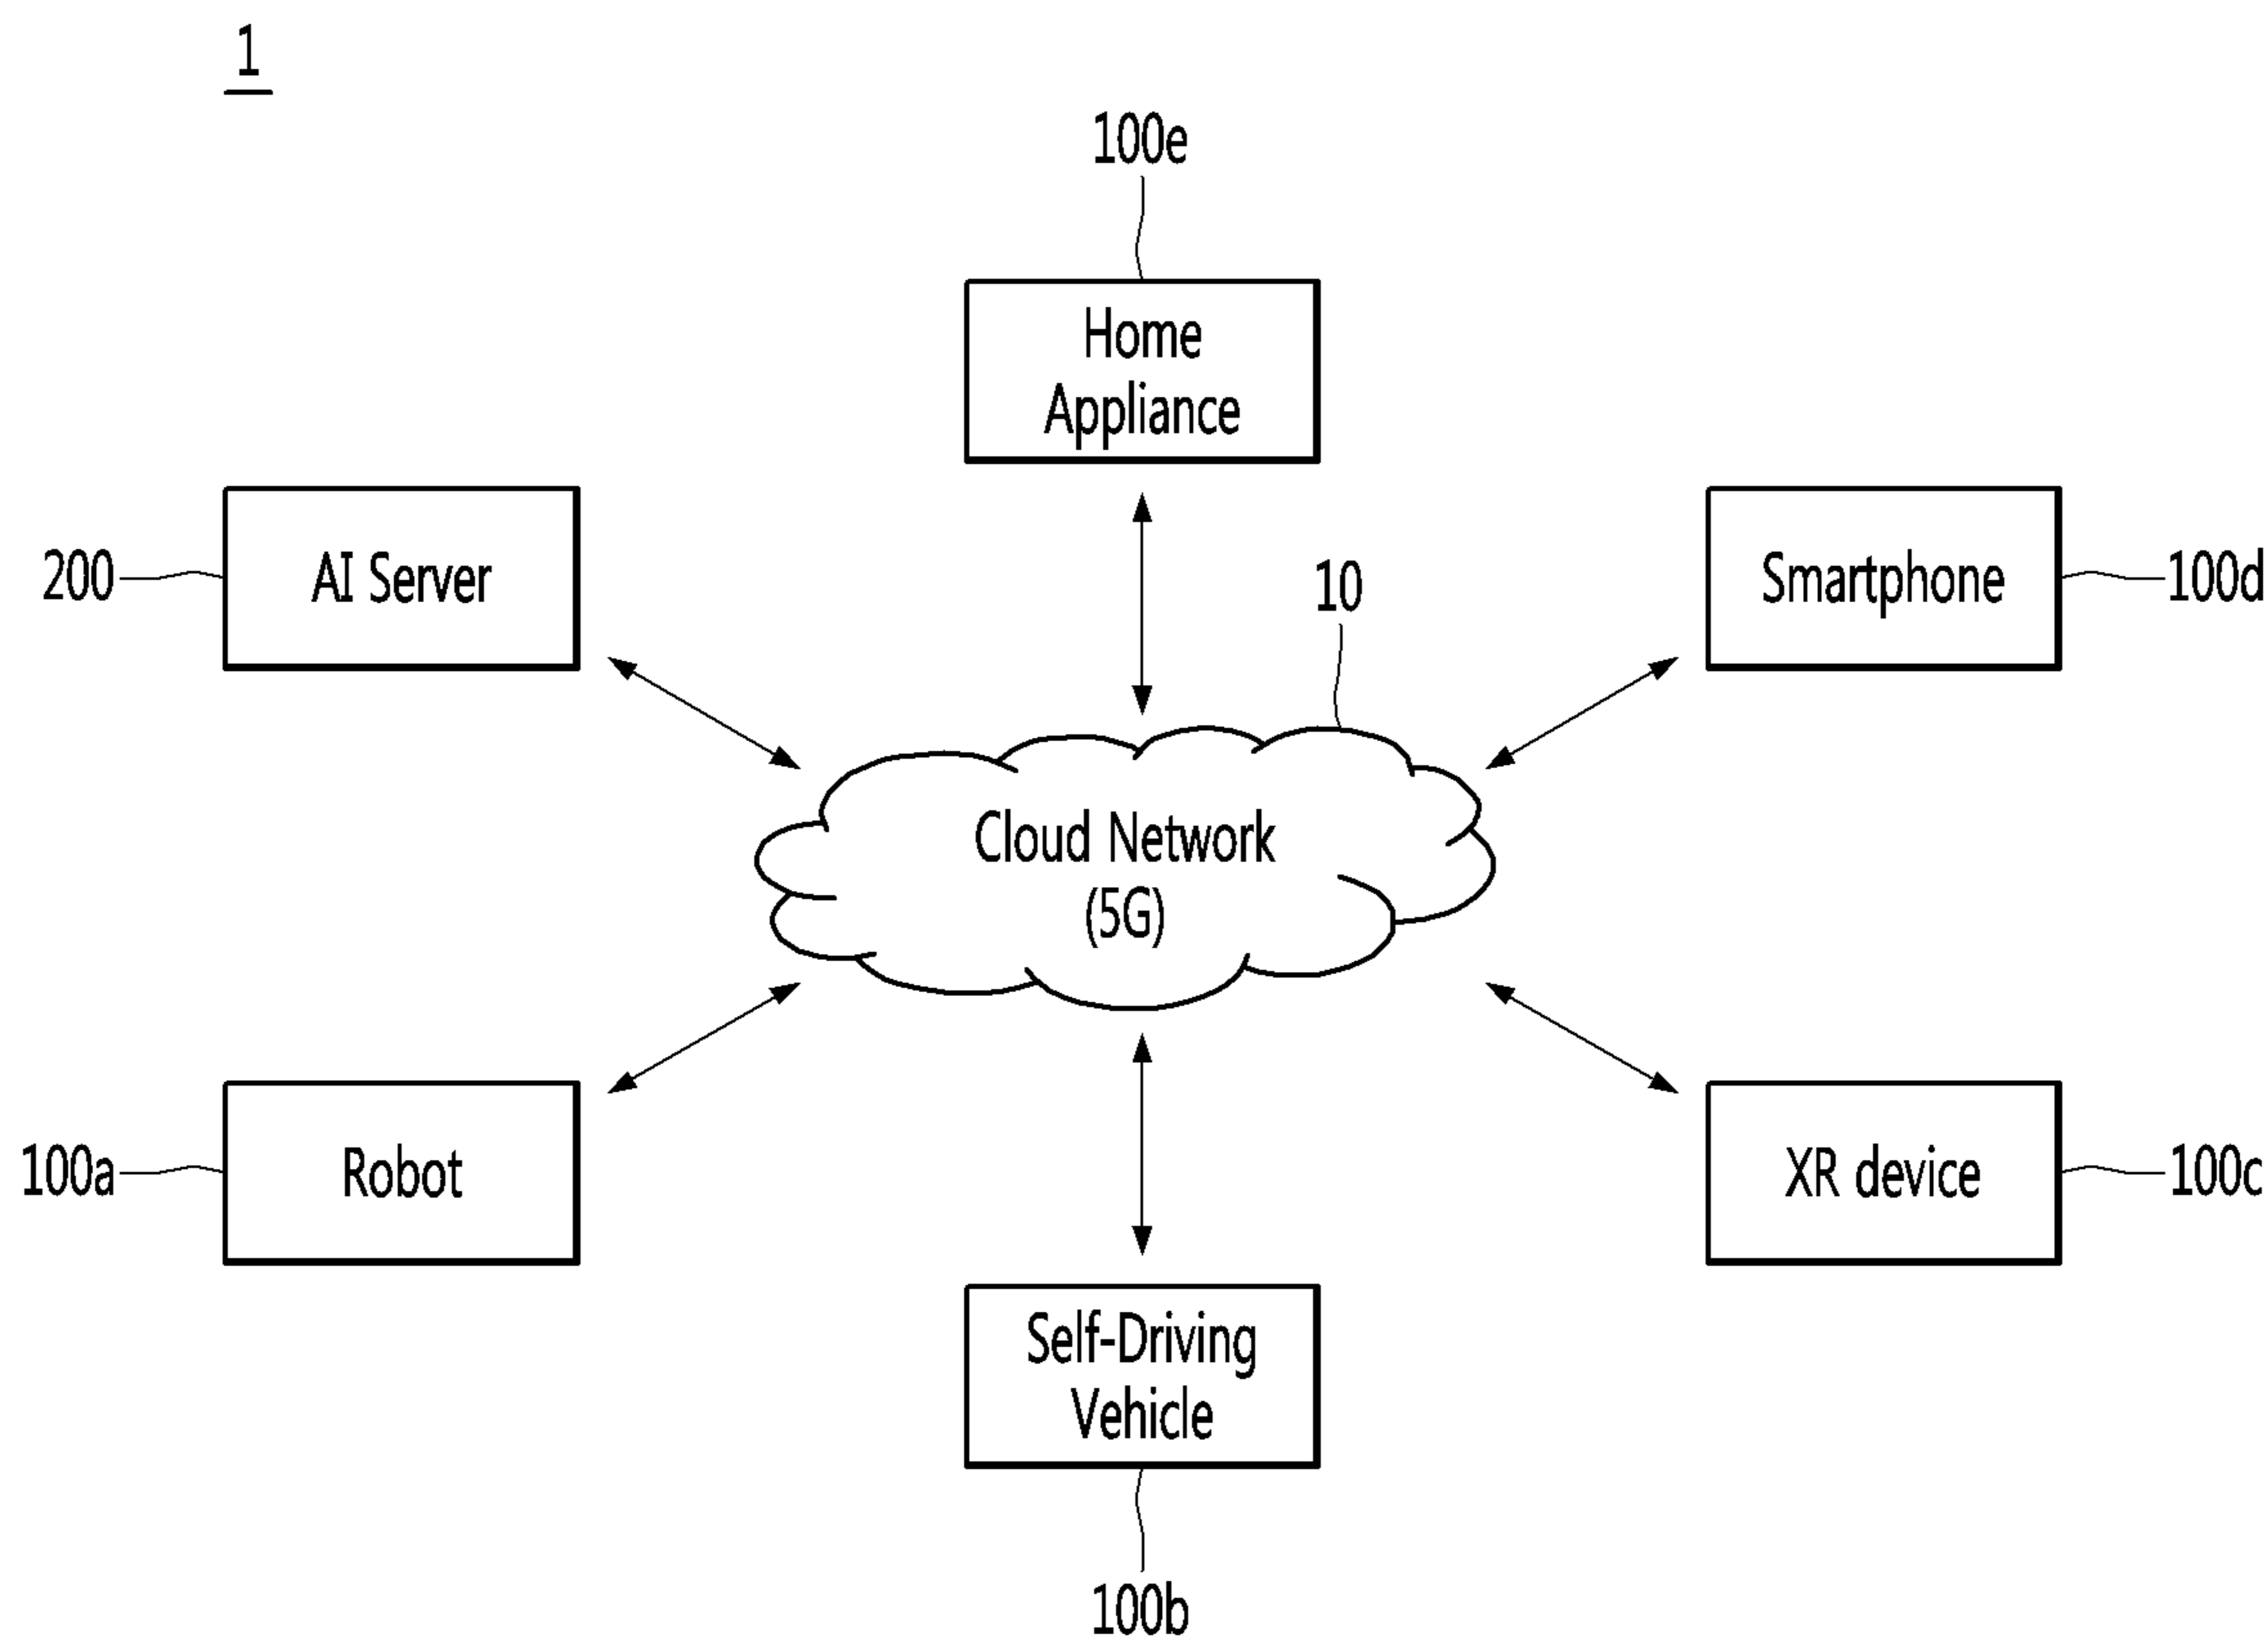 1
100e
Home
Appliance
200
AI Server
10
Smartphone
100d
Cloud Network
(5G)
100a
Robot
XR device
100c
Self-Driving
Vehicle
100b